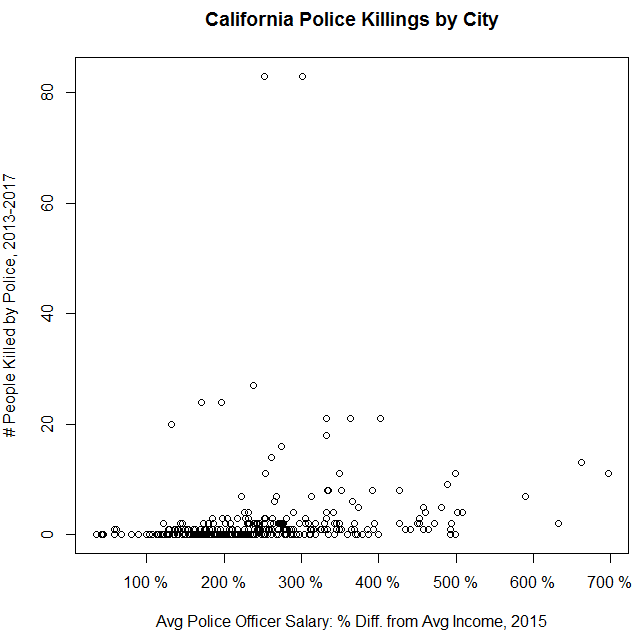 California Police Killings by City
# People Killed by Police, 2013-2017
80
60
40
20
0
100 % 200 % 300 % 400 % 500 % 600 % 700 %
Avg Police Officer Salary: % Diff. from Avg Income, 2015